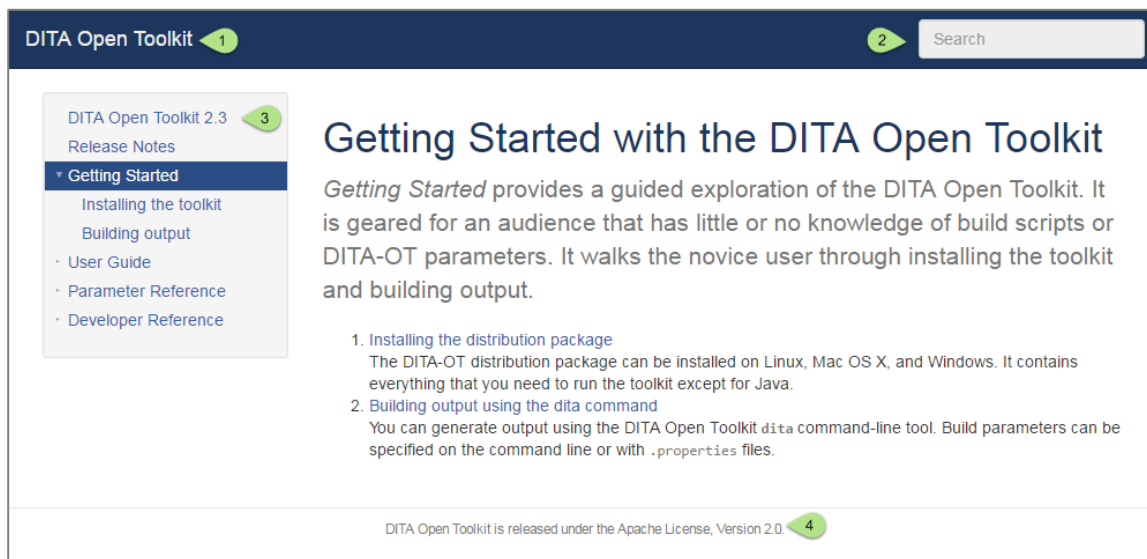 DITA Open Toolkit 1
2 Search
DITA Open Toolkit 2.3 3
Release Notes
Getting Started
Installing the toolkit
Building output
User Guide
Parameter Reference
Developer Reference
Getting Started with the DITA Open Toolkit
Getting Started provides a guided exploration of the DITA Open Toolkit. It
is geared for an audience that has little or no knowledge of build scripts or
DITA-OT parameters. It walks the novice user through installing the toolkit
and building output.
1. Installing the distribution package
The DITA-OT distribution package can be installed on Linux, Mac OS X, and Windows. It contains
everything that you need to run the toolkit except for Java.
2. Building output using the dita command
You can generate output using the DITA Open Toolkit dita command-line tool. Build parameters can be
specified on the command line or with .properties files.
DITA Open Toolkit is released under the Apache License, Version 2.0. 4